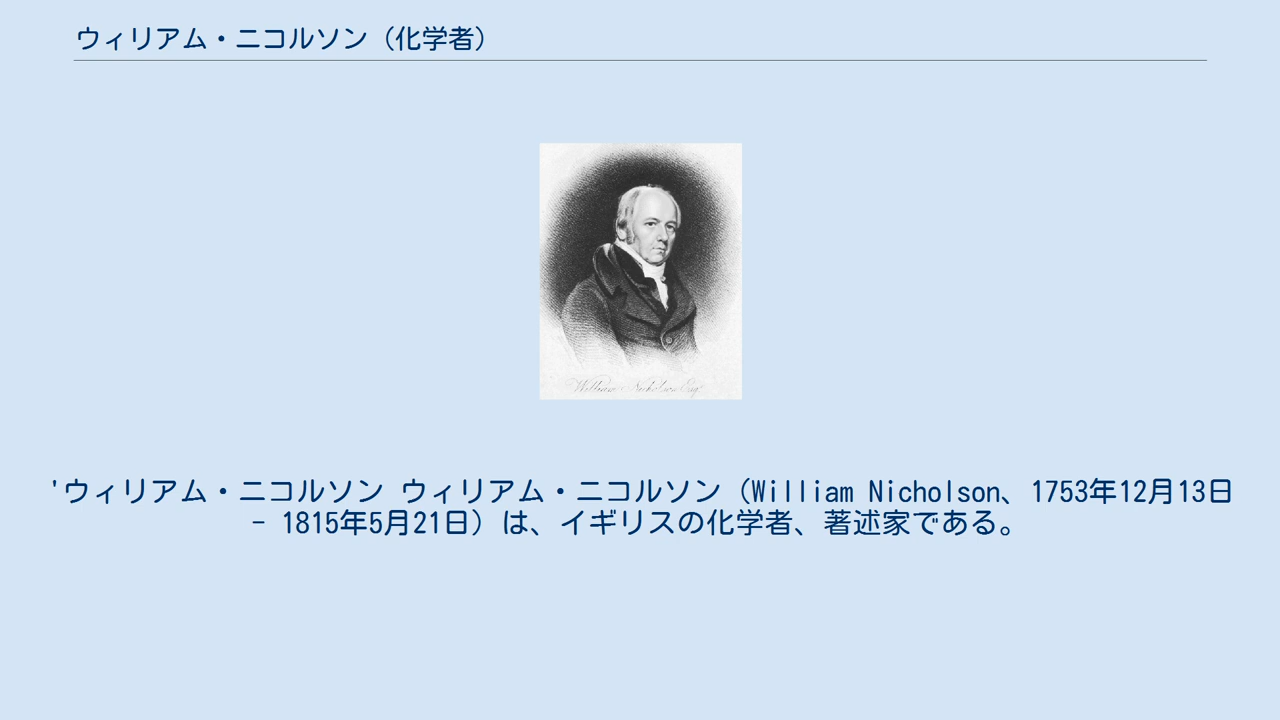 ウィリアム・ニコルソン（化学者）
William Nicholson Esqr
'ウィリアム・ニコルソン ウィリアム・ニコルソン（William Nicholson、1753年12月13日
- 1815年5月21日）は、イギリスの化学者、著述家である。